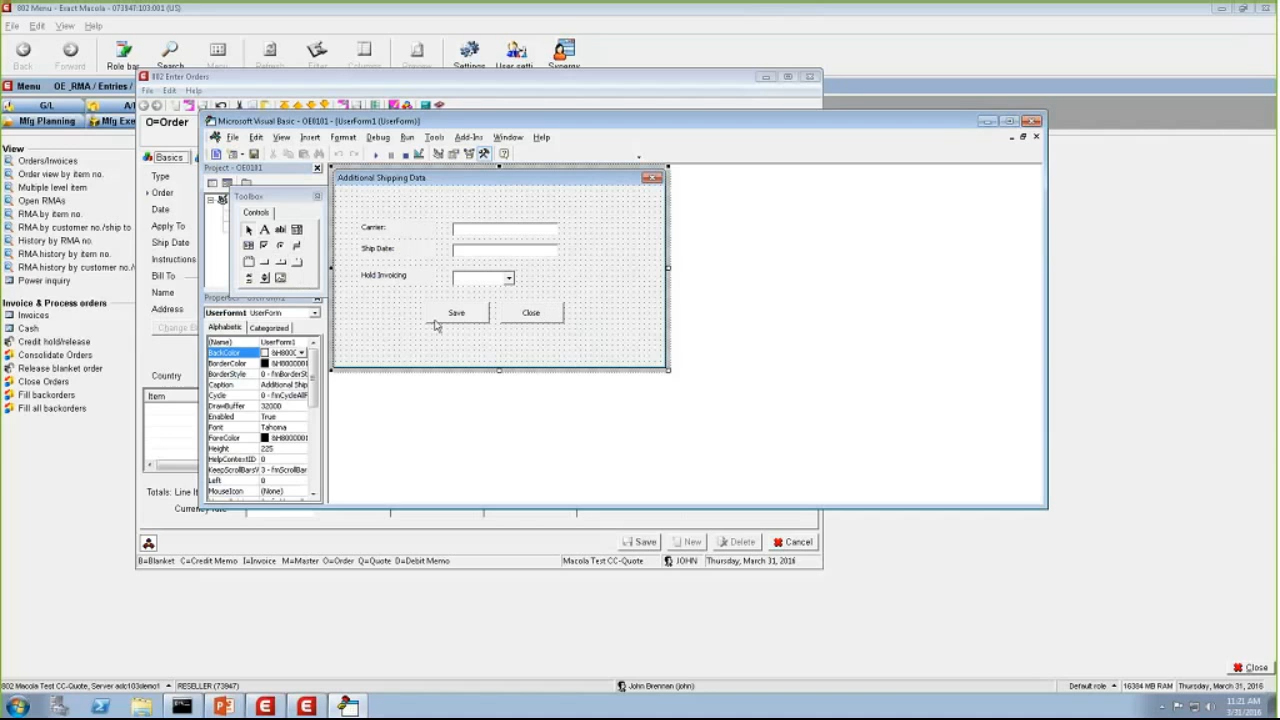 802 Menu - Exact Macola - 073947:103:001 (US)
File Edit View Help
Back Forward Role bar Search Menu Refresh Filter Columns Preview Settings User setti Synergy
Menu OE_RMA / Entries /
G/L
Mfg Planning Mfg Exe
View
Orders/Invoices
Order view by item no.
Multiple level item
Open RMAs
RMA by item no.
RMA by customer no./ship to
History by RMA no.
RMA history by item no.
RMA history by customer no./
Power inquiry
Invoice & Process orders
Invoices
Cash
Credit hold/release
Consolidate Orders
Release blanket order
Close Orders
Fill backorders
Fill all backorders
802 Enter Orders
File Edit Help
O=Order
Basics
Type
Order
Date
Apply To
Ship Date
Instructions
Bill To
Name
Address
Country
Item
Totals:
Save New Delete Cancel
B=Blanket C=Credit Memo I=Invoice M=Master O=Order Q=Quote D=Debit Memo
Macola Test CC-Quote JOHN Thursday, March 31, 2016
Microsoft Visual Basic - OE0101 - [UserForm1 (UserForm)]
File Edit View Insert Format Debug Run Tools Add-Ins Window Help
Project - OE0101
Toolbox
Controls
UserForm1 UserForm
Alphabetic Categorized
(Name) UserForm1
BackColor
BorderColor
BorderStyle 0 - fmBorderSt
Caption Additional Ship
Cycle 0 - fmCycleAllF
DrawBuffer 32000
Enabled True
Font Tahoma
ForeColor
Height 225
HelpContextID 0
KeepScrollBarsV 3 - fmScrollBar
Left 0
MouseIcon (None)
Additional Shipping Data
Carrier:
Ship Date:
Hold Invoicing
Save Close
Close
802 Macola Test CC-Quote, Server adc103demo1 RESELLER (73947) John Brennan (john) Default role 16384 MB RAM Thursday, March 31, 2016
11:21 AM
3/31/2016